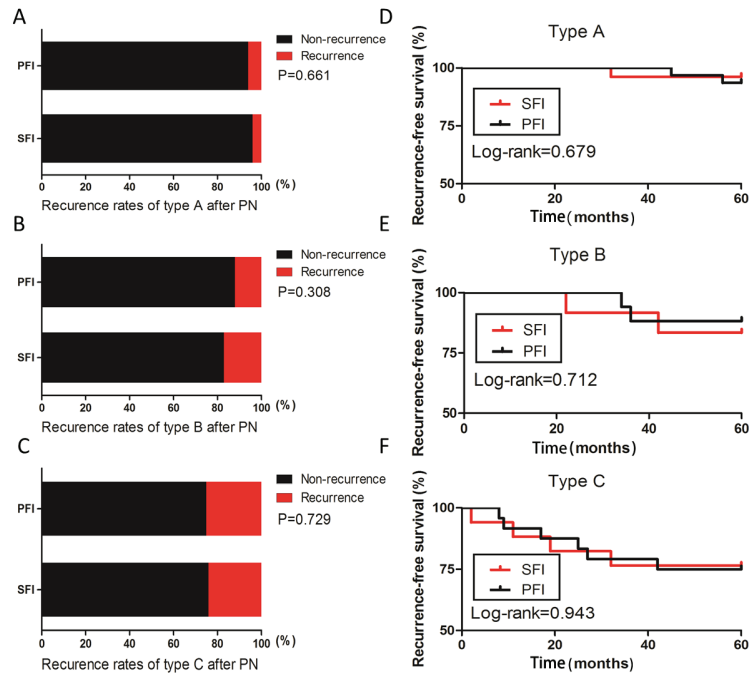 A
PFI
SFI
0 20 40 60 80 100 (%)
Recurence rates of type A after PN
Non-recurrence
Recurrence
P=0.661
D
Type A
Recurrence-free survival (%)
100
75
50
SFI
PFI
Log-rank=0.679
0 20 40 60
Time(months)
B
PFI
SFI
0 20 40 60 80 100 (%)
Recurence rates of type B after PN
Non-recurrence
Recurrence
P=0.308
E
Type B
Recurrence-free survival (%)
100
75
50
SFI
PFI
Log-rank=0.712
0 20 40 60
Time(months)
C
PFI
SFI
0 20 40 60 80 100 (%)
Recurence rates of type C after PN
Non-recurrence
Recurrence
P=0.729
F
Type C
Recurrence-free survival (%)
100
75
50
SFI
PFI
Log-rank=0.943
0 20 40 60
Time(months)